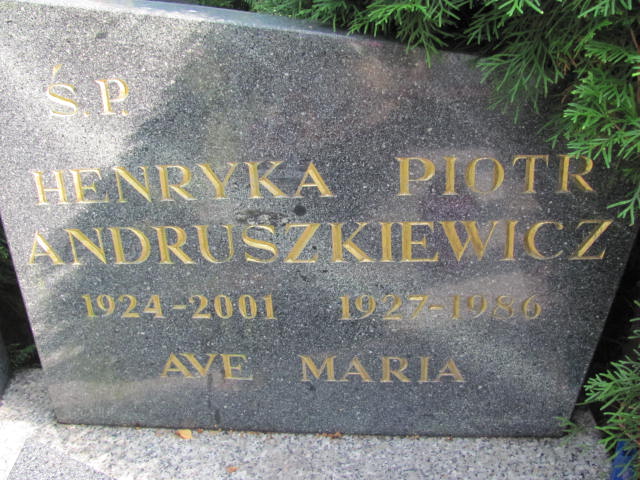 Ś.P.
HENRYKA PIOTR
ANDRUSZKIEWICZ
1924-2001 1927-1986
AVE MARIA